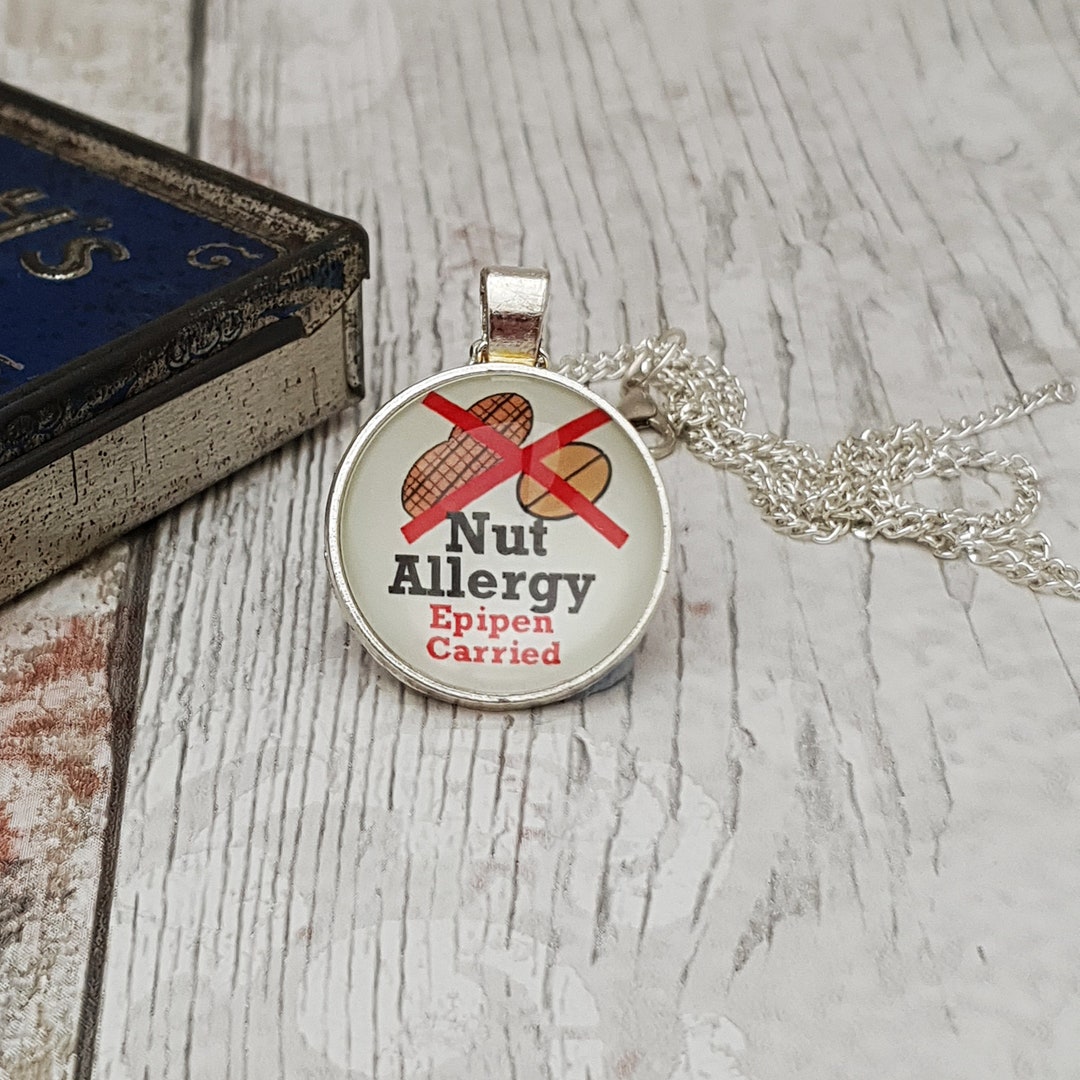 Nut
Allergy
Epipen
Carried